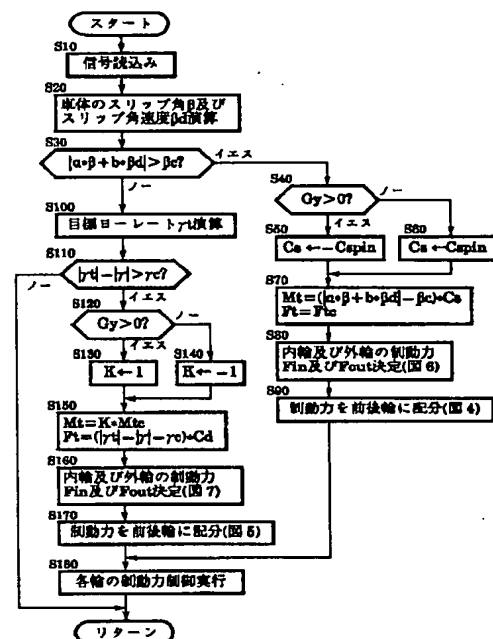 スタート
S10
信号読込み
S20
車体のスリップ角β及び
スリップ角速度βd演算
S30
|a*β+b*βd|>βc?
イエス
ノー
S40
Gy>0?
ノー
イエス
S50
Cs←-Cspin
S60
Cs←Cspin
S70
Mt=(|a*β+b*βd|-βc)*Cs
Ft=Ftc
S80
内輪及び外輪の制動力
Fin及びFout決定(図6)
S90
制動力を前後輪に配分(図4)
S100
目標ヨーレートγt演算
S110
|γt|-|γ|>γc?
ノー
イエス
S120
Gy>0?
ノー
イエス
S130
K←1
S140
K←-1
S150
Mt=K*Mtc
Ft=(|γt|-|γ|-γc)*Cd
S160
内輪及び外輪の制動力
Fin及びFout決定(図7)
S170
制動力を前後輪に配分(図5)
S180
各輪の制動力制御実行
リターン